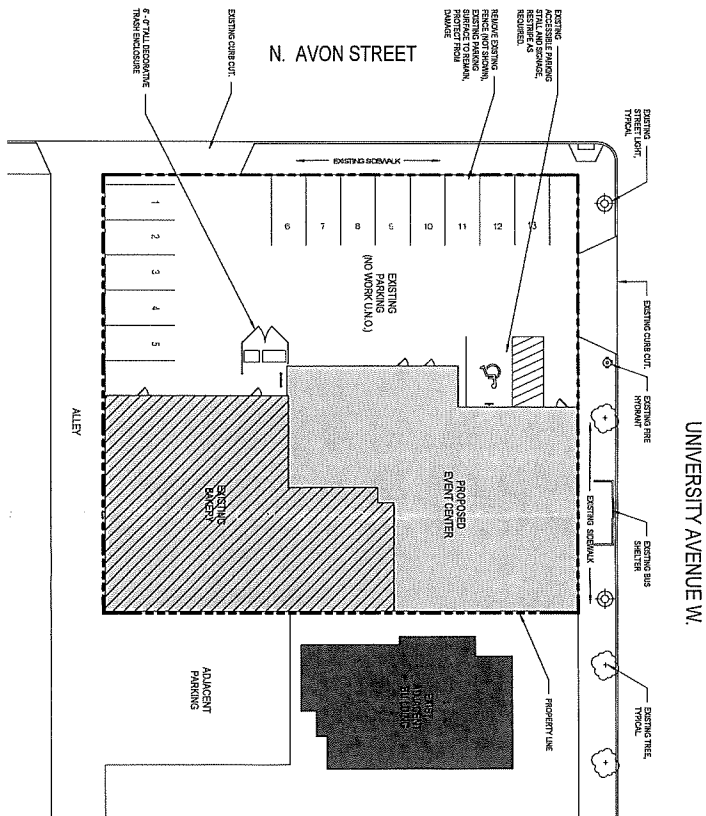 UNIVERSITY AVENUE W.
N. AVON STREET
EXISTING
STREET LIGHT,
TYPICAL
EXISTING CURB CUT.
EXISTING FIRE
HYDRANT
EXISTING SIDEWALK
EXISTING BUS
SHELTER
EXISTING TREE,
TYPICAL
EXISTING
ACCESSIBLE PARKING
STALL AND SIGNAGE,
RESTRIPE AS
REQUIRED.
REMOVE EXISTING
FENCE (NOT SHOWN),
EXISTING PARKING
SURFACE TO REMAIN,
PROTECT FROM
DAMAGE
EXISTING CURB CUT.
6'-0" TALL DECORATIVE
TRASH ENCLOSURE
EXISTING SIDEWALK
1
2
3
4
5
6
7
8
9
10
11
12
13
EXISTING
PARKING
(NO WORK U.N.O.)
PROPOSED
EVENT CENTER
EXISTING
BAKERY
ALLEY
PROPERTY LINE
ADJACENT
PARKING